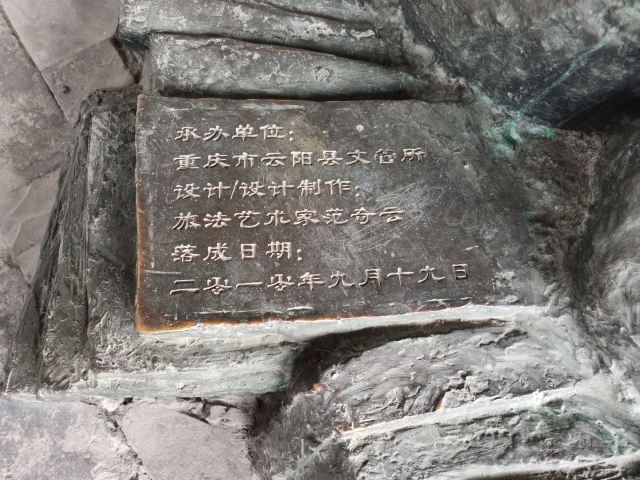 承办单位：
重庆市云阳县文管所
设计/设计制作：
旅法艺术家范奇云
落成日期：
二零一零年九月十九日